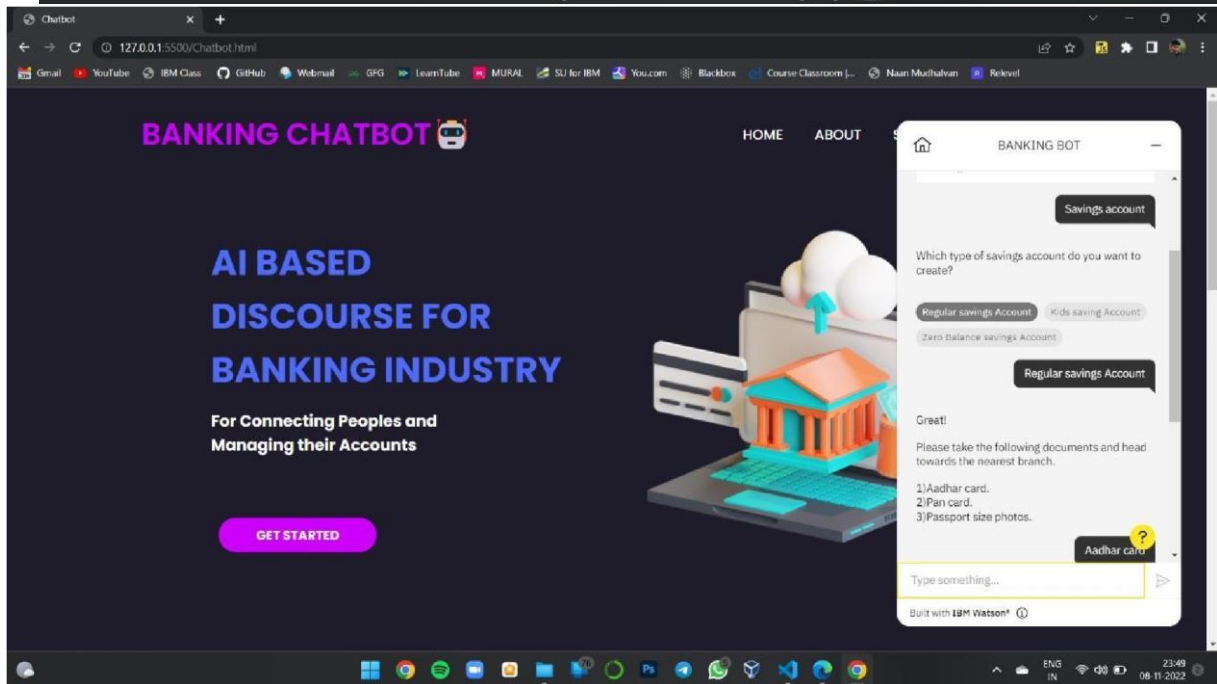 Chatbot
127.0.0.1:5500/Chatbot.html
Gmail YouTube IBM Class GitHub Webmail GFG LearnTube MURAL SU for IBM You.com Blackbox Course Classroom |... Naan Mudhalvan Relevel
BANKING CHATBOT
HOME ABOUT S
AI BASED
DISCOURSE FOR
BANKING INDUSTRY
For Connecting Peoples and
Managing their Accounts
GET STARTED
BANKING BOT
Savings account
Which type of savings account do you want to
create?
Regular savings Account Kids saving Account
Zero Balance savings Account
Regular savings Account
Great!
Please take the following documents and head
towards the nearest branch.
1)Aadhar card.
2)Pan card.
3)Passport size photos.
?
Aadhar card
Type something...
Built with IBM Watson®
ENG
IN
23:49
08-11-2022